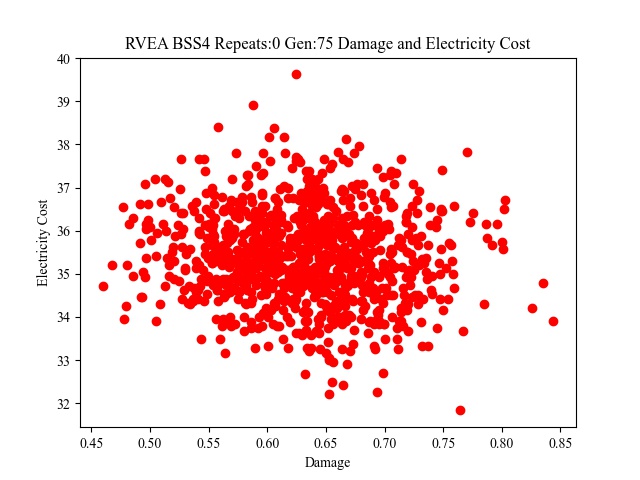 RVEA BSS4 Repeats:0 Gen:75 Damage and Electricity Cost
40
39
38
37
36
35
34
33
32
Electricity Cost
0.45 0.50 0.55 0.60 0.65 0.70 0.75 0.80 0.85
Damage